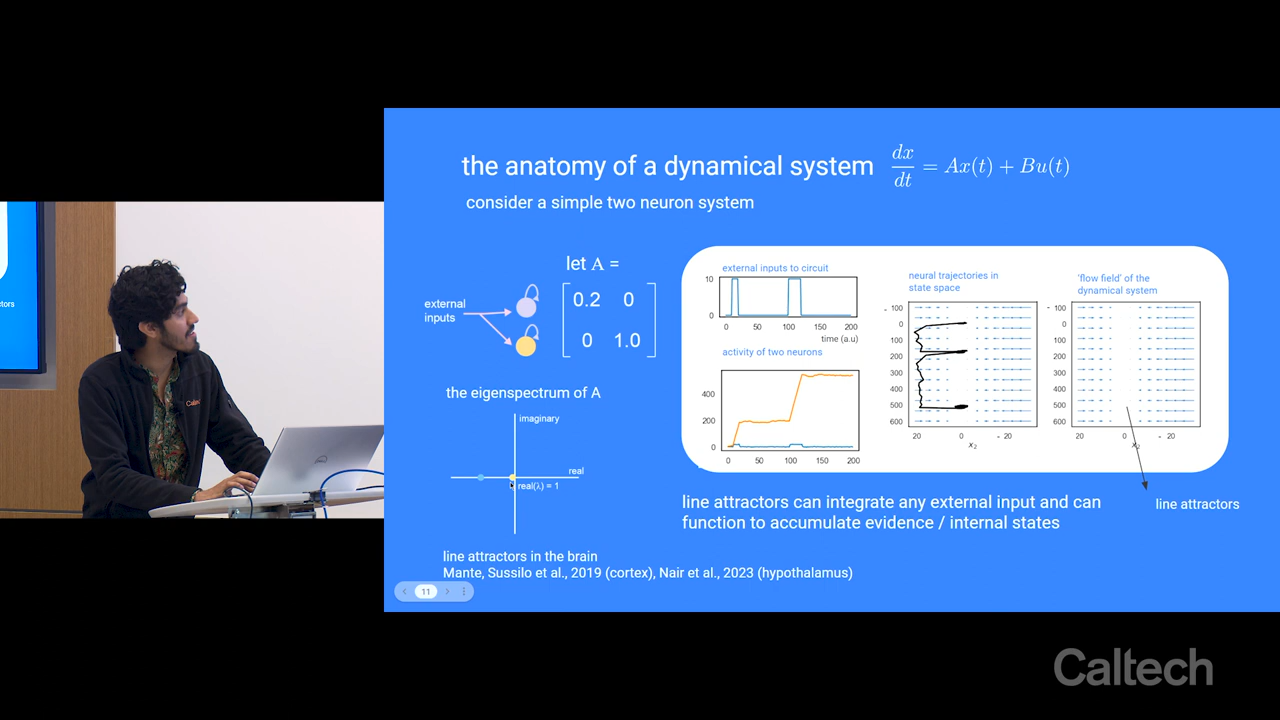 the anatomy of a dynamical system
dx/dt = Ax(t) + Bu(t)
consider a simple two neuron system
let A =
external
inputs
0.2 0
0 1.0
the eigenspectrum of A
imaginary
real
real(λ) = 1
external inputs to circuit
10
0
0 50 100 150 200
time (a.u)
activity of two neurons
400
200
0
0 50 100 150 200
neural trajectories in
state space
- 100
0
100
200
300
400
500
600
20 0 - 20
x₂
'flow field' of the
dynamical system
- 100
0
100
200
300
400
500
600
20 0 - 20
x₂
line attractors
line attractors can integrate any external input and can
function to accumulate evidence / internal states
line attractors in the brain
Mante, Sussilo et al., 2019 (cortex), Nair et al., 2023 (hypothalamus)
11
tors
Caltech